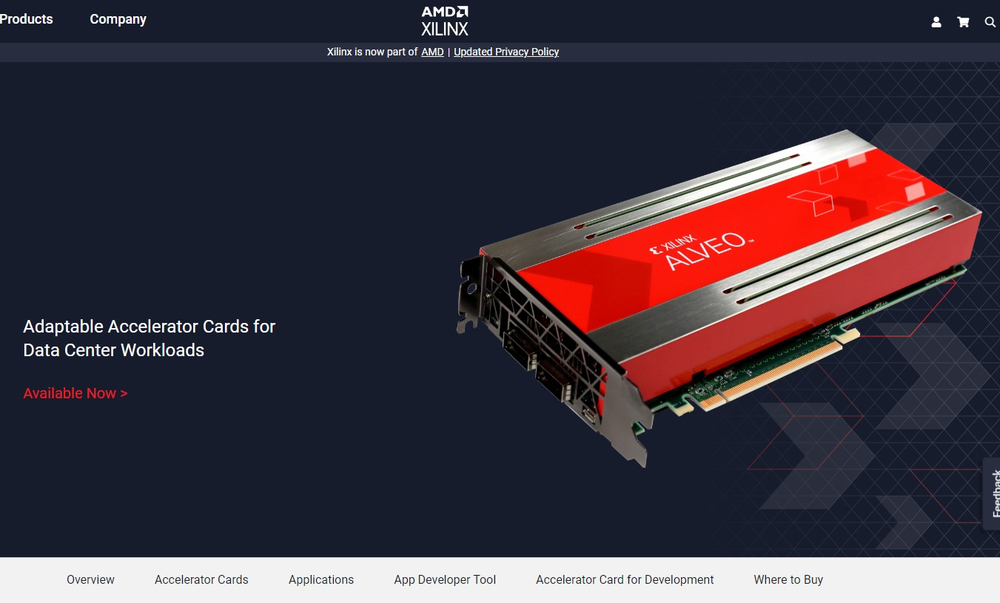 Products
Company
AMD
XILINX
Xilinx is now part of AMD | Updated Privacy Policy
XILINX
ALVEO™
Adaptable Accelerator Cards for
Data Center Workloads
Available Now >
Feedback
Overview
Accelerator Cards
Applications
App Developer Tool
Accelerator Card for Development
Where to Buy